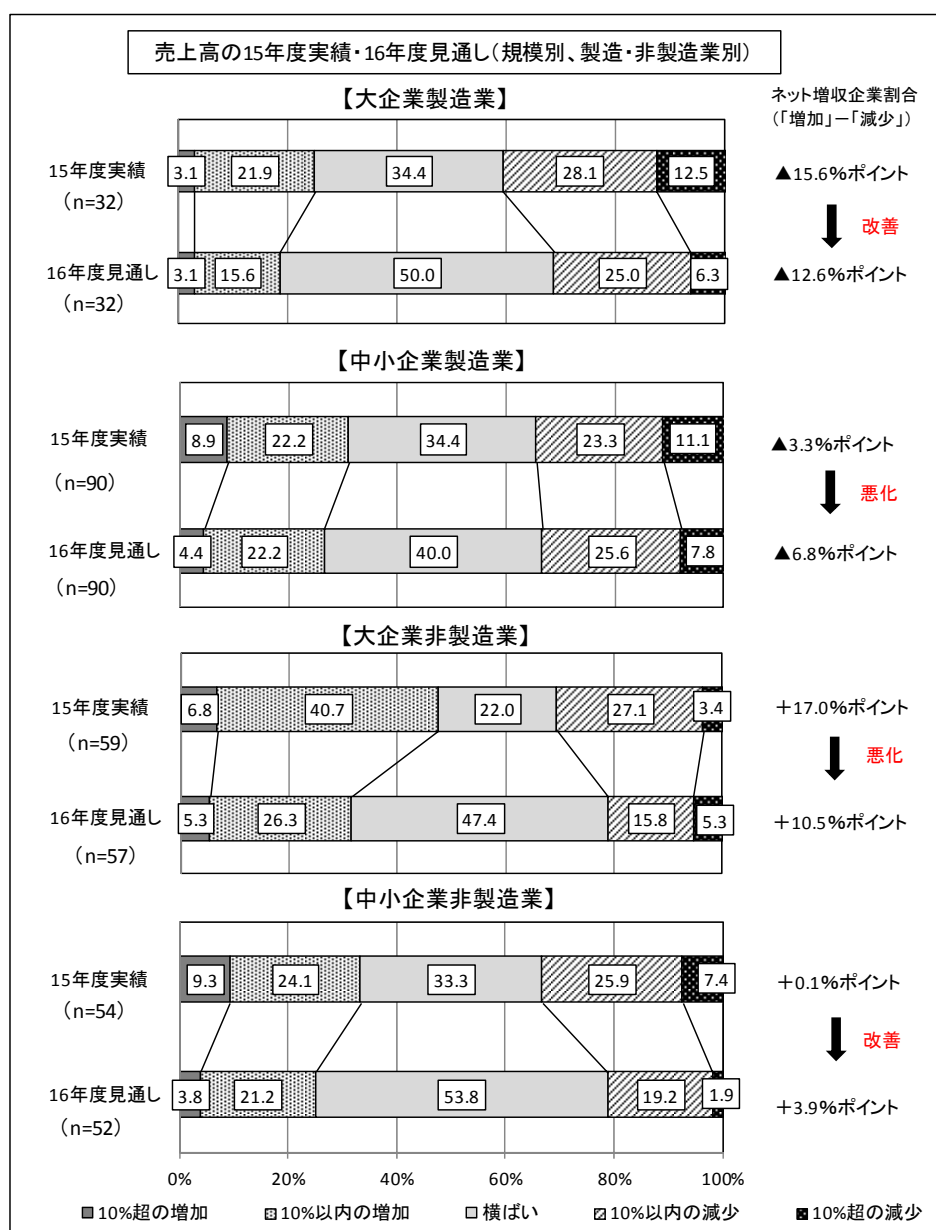 売上高の15年度実績・16年度見通し(規模別、製造・非製造業別)
【大企業製造業】
ネット増収企業割合
(「増加」ー「減少」)
15年度実績
(n=32)
3.1 21.9 34.4 28.1 12.5
▲15.6%ポイント
改善
16年度見通し
(n=32)
3.1 15.6 50.0 25.0 6.3
▲12.6%ポイント
【中小企業製造業】
15年度実績
(n=90)
8.9 22.2 34.4 23.3 11.1
▲3.3%ポイント
悪化
16年度見通し
(n=90)
4.4 22.2 40.0 25.6 7.8
▲6.8%ポイント
【大企業非製造業】
15年度実績
(n=59)
6.8 40.7 22.0 27.1 3.4
+17.0%ポイント
悪化
16年度見通し
(n=57)
5.3 26.3 47.4 15.8 5.3
+10.5%ポイント
【中小企業非製造業】
15年度実績
(n=54)
9.3 24.1 33.3 25.9 7.4
+0.1%ポイント
改善
16年度見通し
(n=52)
3.8 21.2 53.8 19.2 1.9
+3.9%ポイント
0% 20% 40% 60% 80% 100%
10%超の増加 10%以内の増加 横ばい 10%以内の減少 10%超の減少